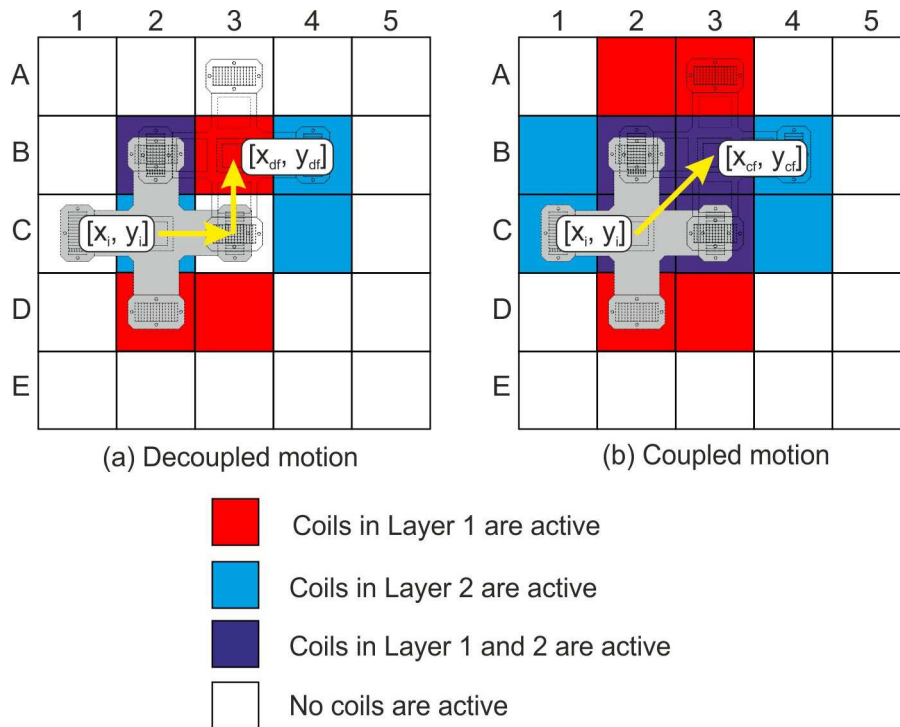 1 2 3 4 5
A
B
C
D
E
[x_df, y_df]
[x_i, y_i]
(a) Decoupled motion
1 2 3 4 5
A
B
C
D
E
[x_cf, y_cf]
[x_i, y_i]
(b) Coupled motion
Coils in Layer 1 are active
Coils in Layer 2 are active
Coils in Layer 1 and 2 are active
No coils are active